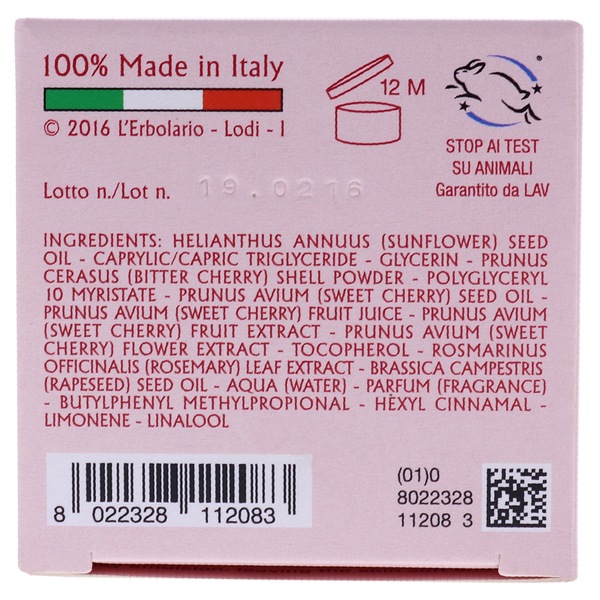 100% Made in Italy
© 2016 L'Erbolario - Lodi - I
12 M
®
STOP AI TEST
SU ANIMALI
Garantito da LAV
Lotto n./Lot n. 19.0216
INGREDIENTS: HELIANTHUS ANNUUS (SUNFLOWER) SEED
OIL - CAPRYLIC/CAPRIC TRIGLYCERIDE - GLYCERIN - PRUNUS
CERASUS (BITTER CHERRY) SHELL POWDER - POLYGLYCERYL
10 MYRISTATE - PRUNUS AVIUM (SWEET CHERRY) SEED OIL -
PRUNUS AVIUM (SWEET CHERRY) FRUIT JUICE - PRUNUS AVIUM
(SWEET CHERRY) FRUIT EXTRACT - PRUNUS AVIUM (SWEET
CHERRY) FLOWER EXTRACT - TOCOPHEROL - ROSMARINUS
OFFICINALIS (ROSEMARY) LEAF EXTRACT - BRASSICA CAMPESTRIS
(RAPESEED) SEED OIL - AQUA (WATER) - PARFUM (FRAGRANCE)
- BUTYLPHENYL METHYLPROPIONAL - HEXYL CINNAMAL -
LIMONENE - LINALOOL
8 022328 112083
(01)0
8022328
11208 3